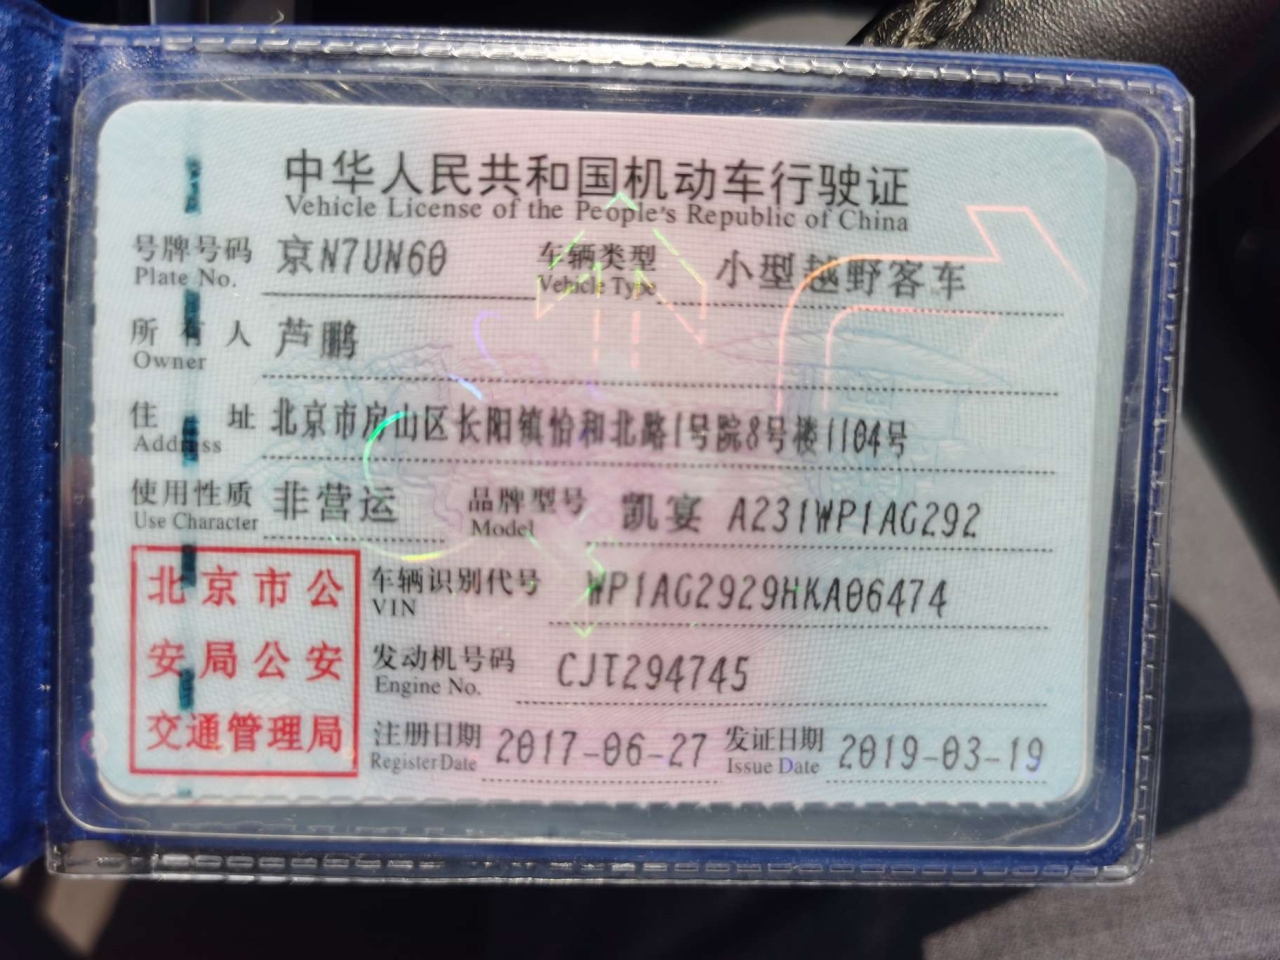 中华人民共和国机动车行驶证
Vehicle License of the People's Republic of China
号牌号码 京N7UN60 车辆类型 小型越野客车
Plate No. Vehicle Type
所有人 芦鹏
Owner
住址 北京市房山区长阳镇怡和北路1号院8号楼1104号
Address
使用性质 非营运 品牌型号 凯宴 A231WP1AG292
Use Character Model
北京市公
安局公安
交通管理局
车辆识别代号 WP1AG2929HKA06474
VIN
发动机号码 CJT294745
Engine No.
注册日期 2017-06-27 发证日期 2019-03-19
Register Date Issue Date